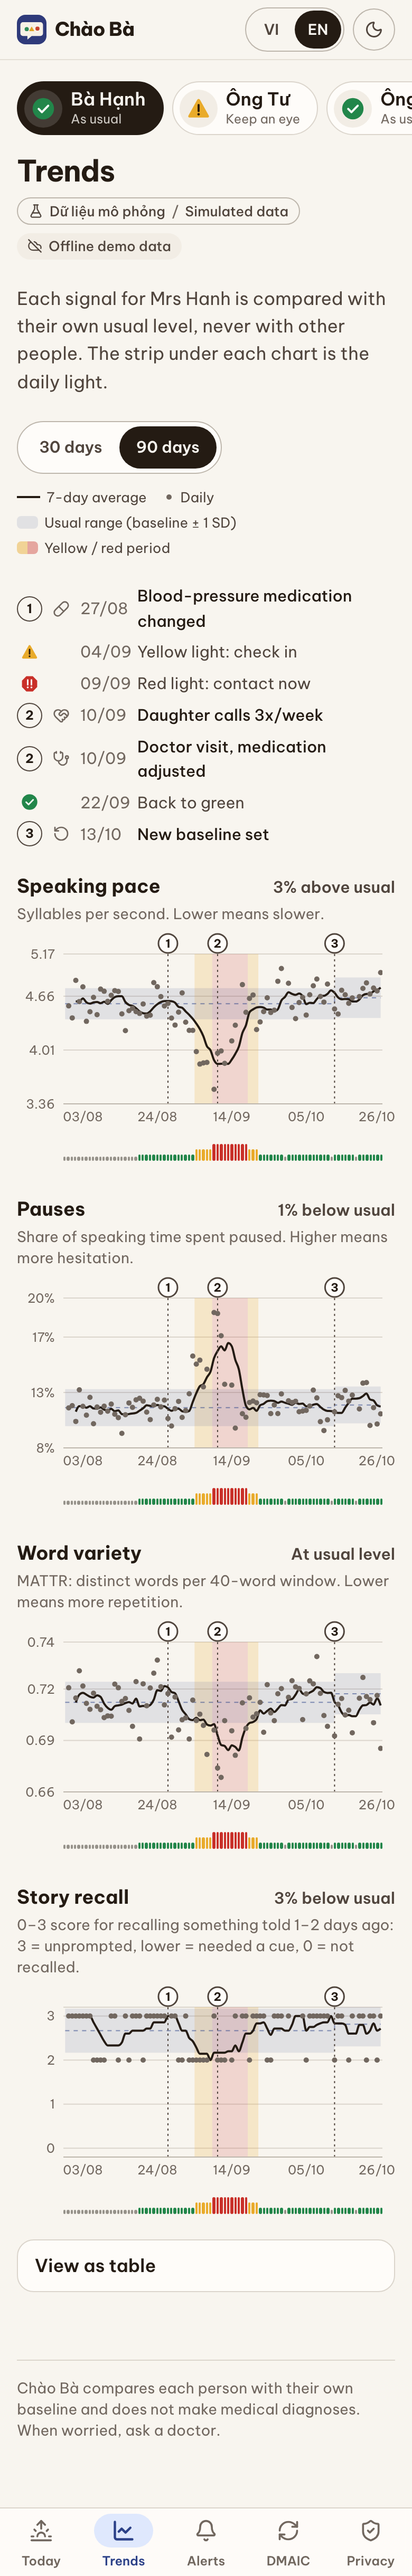 Chào Bà
VI EN
Bà Hạnh
As usual
Ông Tư
Keep an eye
Ông
As us
Trends
Dữ liệu mô phỏng / Simulated data
Offline demo data
Each signal for Mrs Hanh is compared with
their own usual level, never with other
people. The strip under each chart is the
daily light.
30 days 90 days
7-day average Daily
Usual range (baseline ± 1 SD)
Yellow / red period
1 27/08 Blood-pressure medication
changed
04/09 Yellow light: check in
09/09 Red light: contact now
2 10/09 Daughter calls 3x/week
2 10/09 Doctor visit, medication
adjusted
22/09 Back to green
3 13/10 New baseline set
Speaking pace 3% above usual
Syllables per second. Lower means slower.
1 2 3
5.17
4.66
4.01
3.36
03/08 24/08 14/09 05/10 26/10
Pauses 1% below usual
Share of speaking time spent paused. Higher means
more hesitation.
1 2 3
20%
17%
13%
8%
03/08 24/08 14/09 05/10 26/10
Word variety At usual level
MATTR: distinct words per 40-word window. Lower
means more repetition.
1 2 3
0.74
0.72
0.69
0.66
03/08 24/08 14/09 05/10 26/10
Story recall 3% below usual
0–3 score for recalling something told 1–2 days ago:
3 = unprompted, lower = needed a cue, 0 = not
recalled.
1 2 3
3
2
1
0
03/08 24/08 14/09 05/10 26/10
View as table
Chào Bà compares each person with their own
baseline and does not make medical diagnoses.
When worried, ask a doctor.
Today Trends Alerts DMAIC Privacy